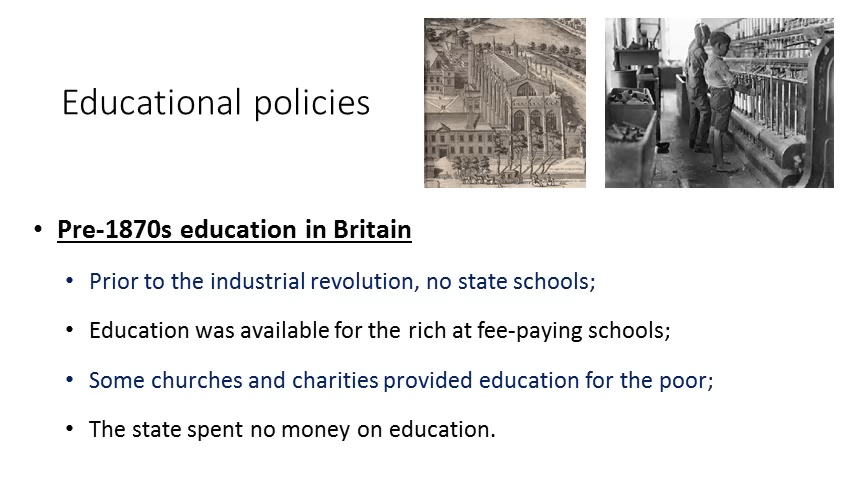 Educational policies
• Pre-1870s education in Britain
• Prior to the industrial revolution, no state schools;
• Education was available for the rich at fee-paying schools;
• Some churches and charities provided education for the poor;
• The state spent no money on education.